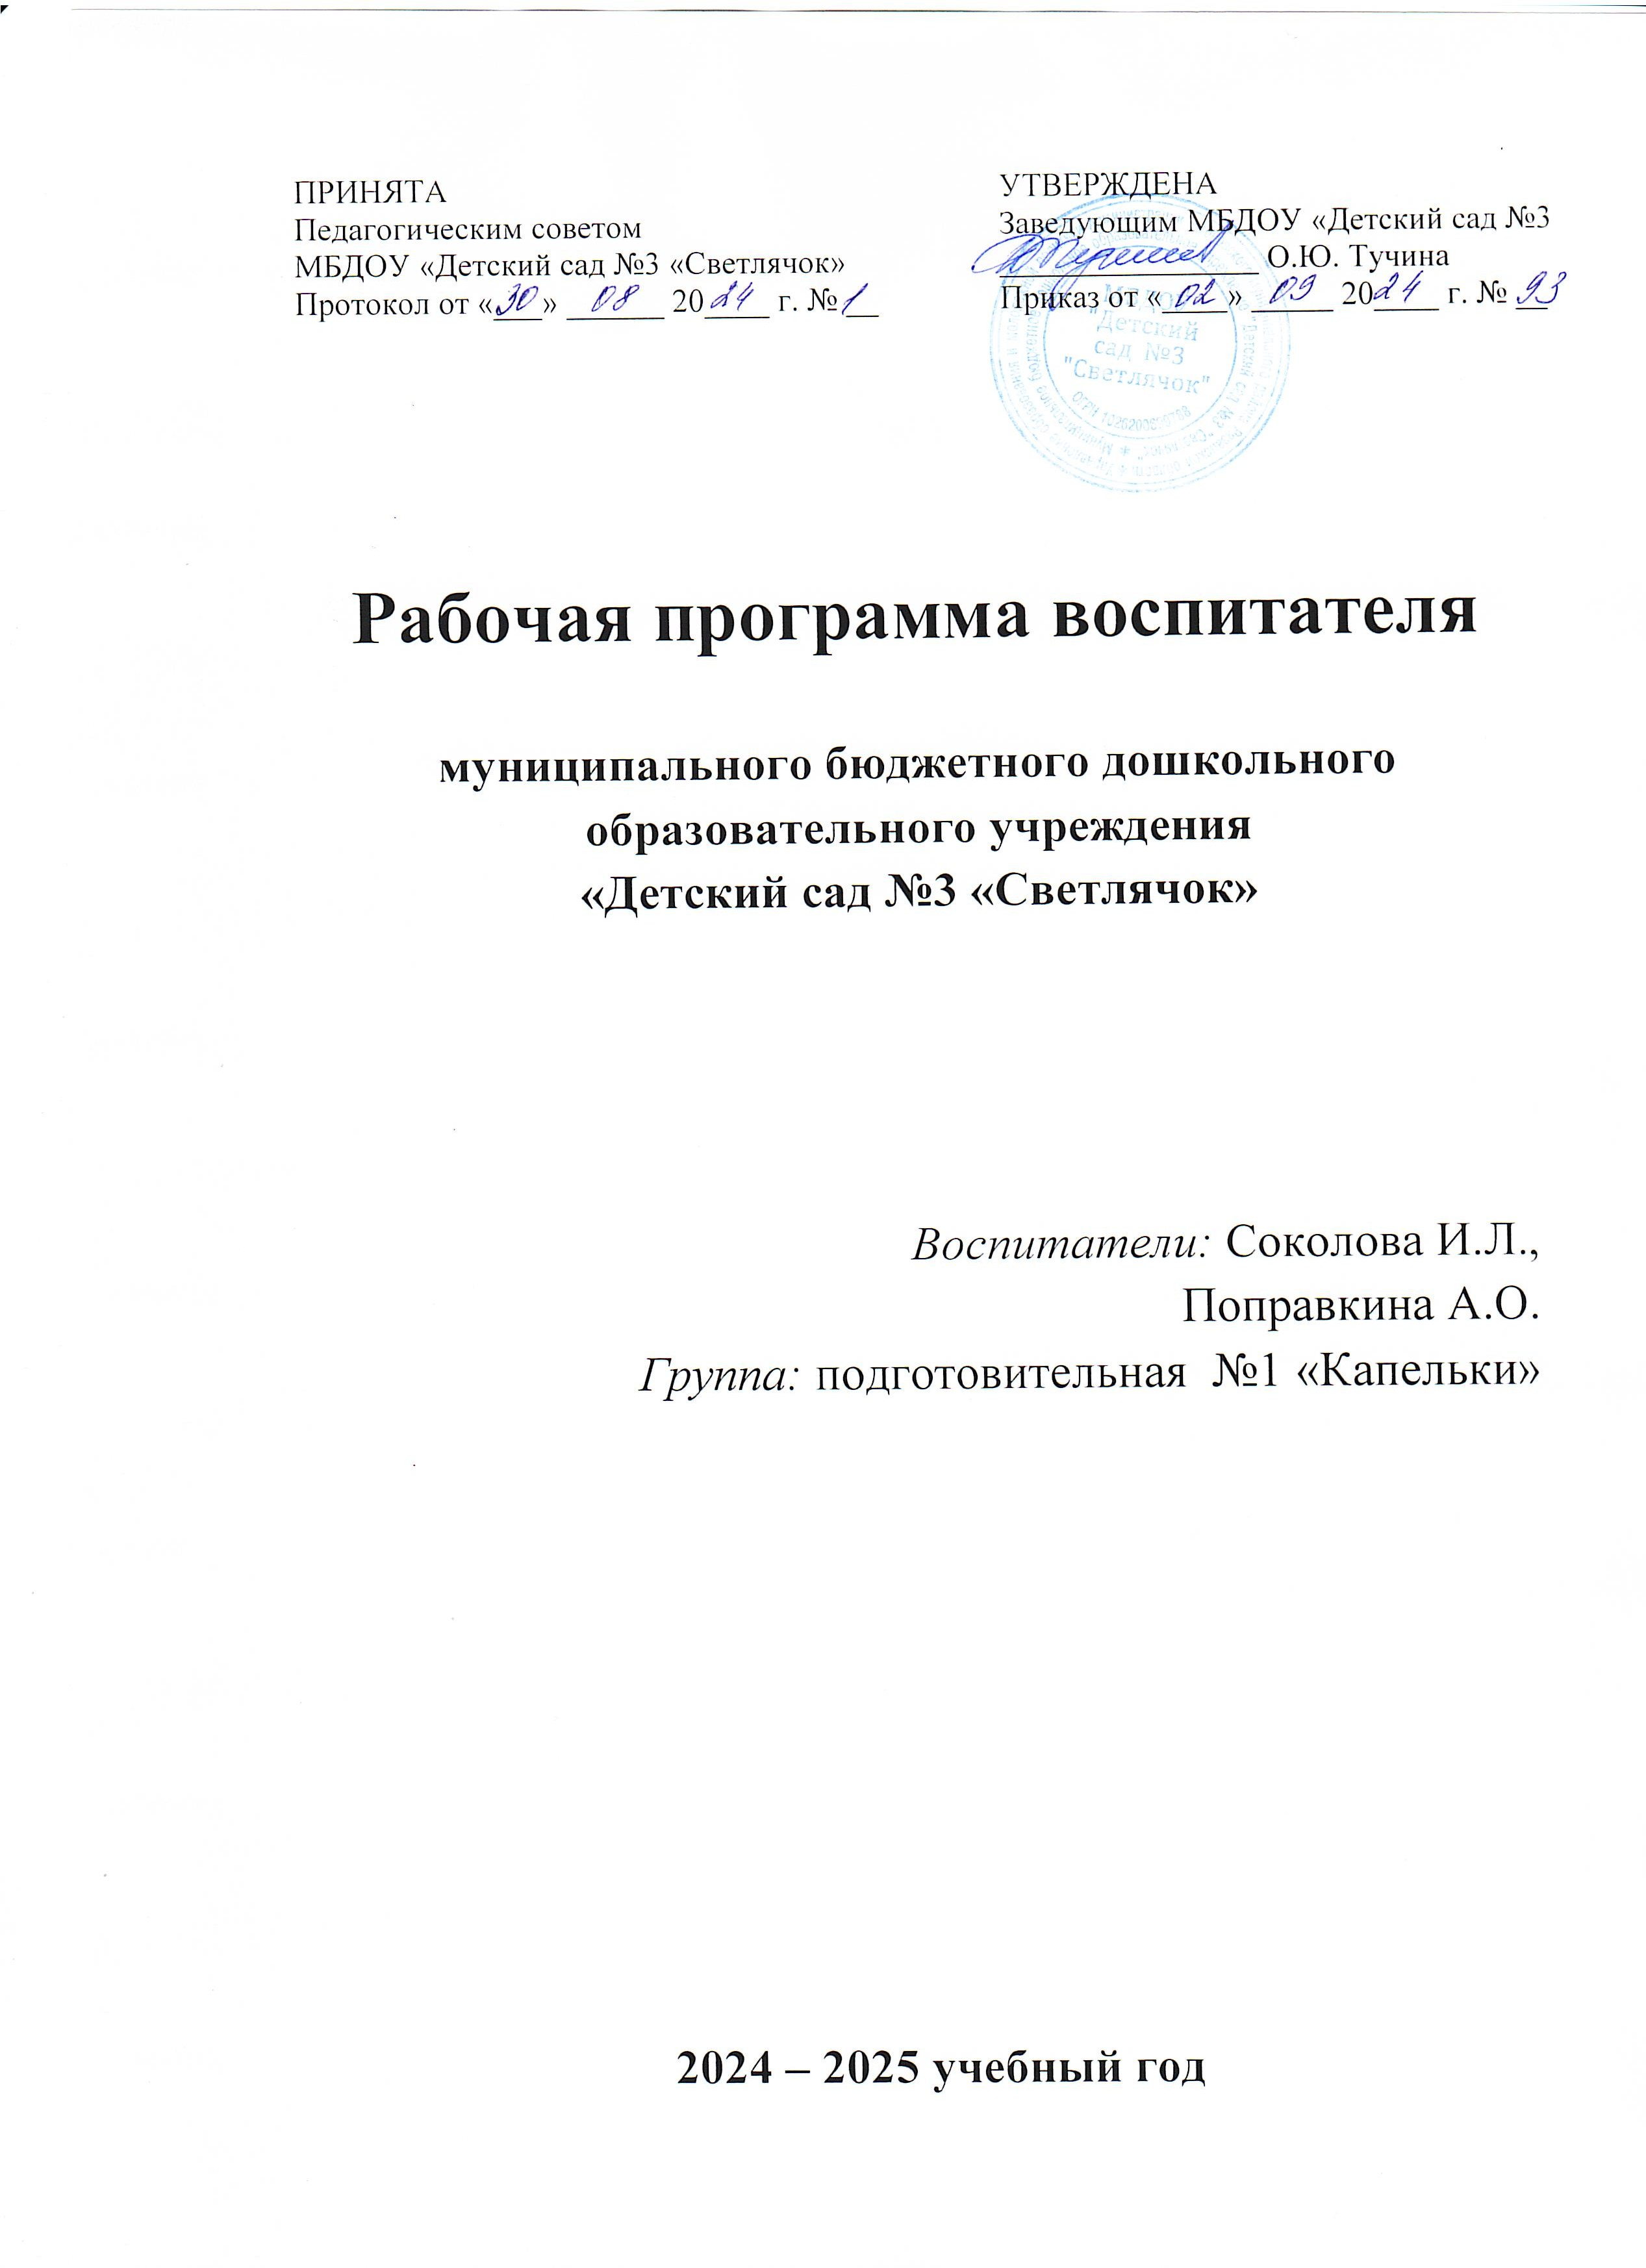 ПРИНЯТА
Педагогическим советом
МБДОУ «Детский сад №3 «Светлячок»
Протокол от «30» 08 2024 г. №1
УТВЕРЖДЕНА
Заведующим МБДОУ «Детский сад №3
О.Ю. Тучина
Приказ от «02» 09 2024 г. № 93
МБДОУ
"Детский
сад №3
"Светлячок"
Рабочая программа воспитателя
муниципального бюджетного дошкольного
образовательного учреждения
«Детский сад №3 «Светлячок»
Воспитатели: Соколова И.Л.,
Поправкина А.О.
Группа: подготовительная №1 «Капельки»
2024 – 2025 учебный год